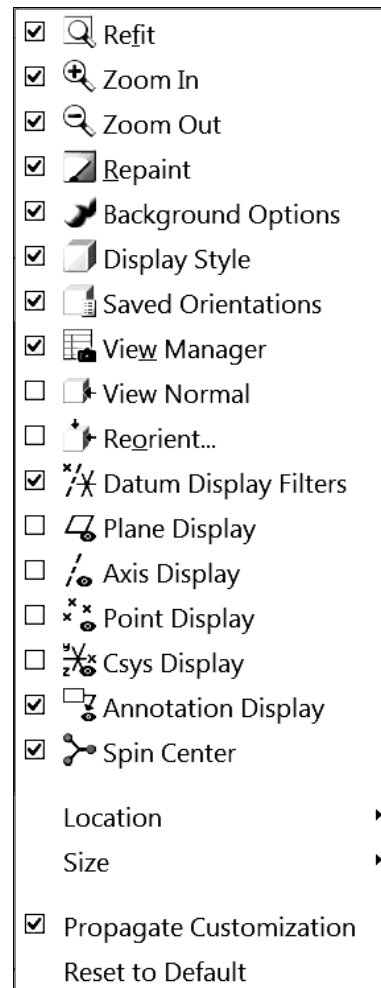 Refit
Zoom In
Zoom Out
Repaint
Background Options
Display Style
Saved Orientations
View Manager
View Normal
Reorient...
Datum Display Filters
Plane Display
Axis Display
Point Display
Csys Display
Annotation Display
Spin Center
Location
Size
Propagate Customization
Reset to Default